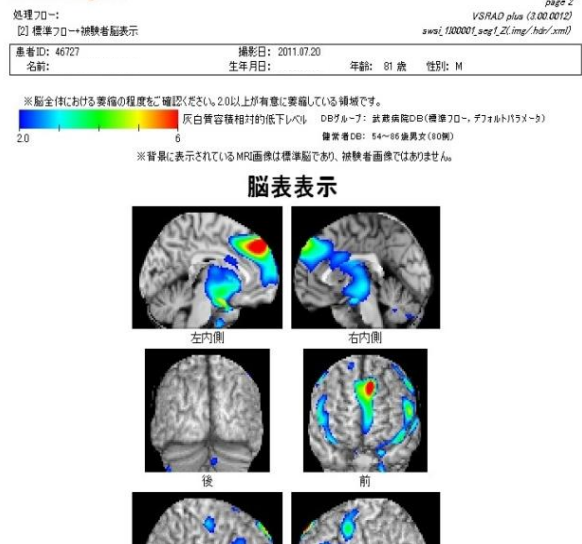 page 2
処理フロー:
VSRAD plus (3.00.0012)
[2] 標準フロー+被験者脳表示
swsi_1J00001_seg1_Z(.img/.hdr/.xml)
患者ID: 46727
撮影日: 2011.07.20
名前:
生年月日:
年齢: 81 歳 性別: M
※脳全体における萎縮の程度をご確認ください。2.0以上が有意に萎縮している領域です。
灰白質容積相対的低下レベル DBグループ: 武蔵病院DB(標準フロー, デフォルトパラメータ)
2.0 6
健常者DB: 54~86歳男女(80例)
※背景に表示されているMRI画像は標準脳であり、被験者画像ではありません。
脳表表示
左内側 右内側
後 前